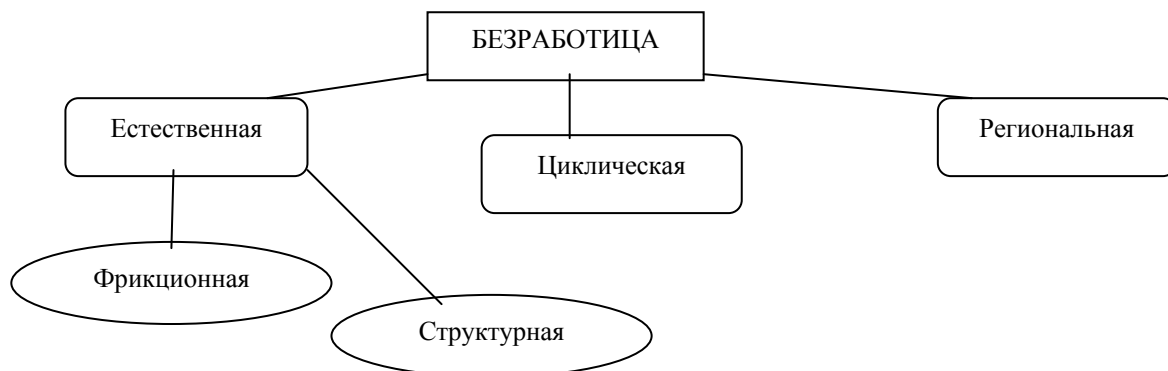 БЕЗРАБОТИЦА
Естественная
Региональная
Циклическая
Фрикционная
Структурная